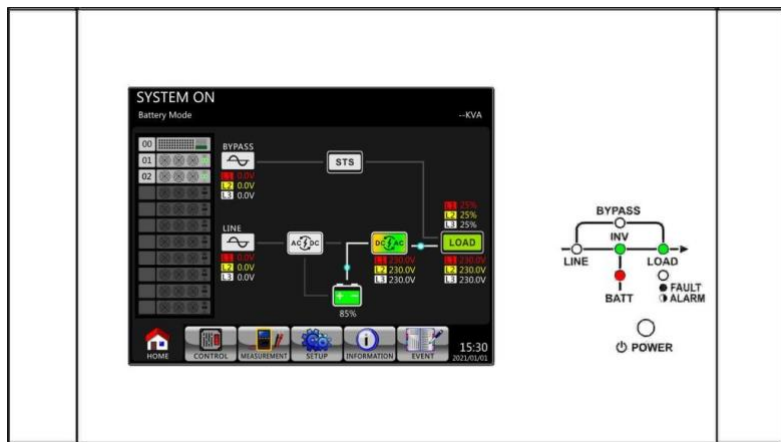 SYSTEM ON
Battery Mode --KVA
00
01
02
BYPASS
L1 0.0V
L2 0.0V
L3 0.0V
STS
LINE
L1 0.0V
L2 0.0V
L3 0.0V
AC DC
DC AC
L1 230.0V
L2 230.0V
L3 230.0V
L1 25%
L2 25%
L3 25%
LOAD
L1 230.0V
L2 230.0V
L3 230.0V
85%
HOME
CONTROL
MEASUREMENT
SETUP
INFORMATION
EVENT
15:30
2021/01/01
BYPASS
INV
LINE
LOAD
BATT
FAULT
ALARM
POWER